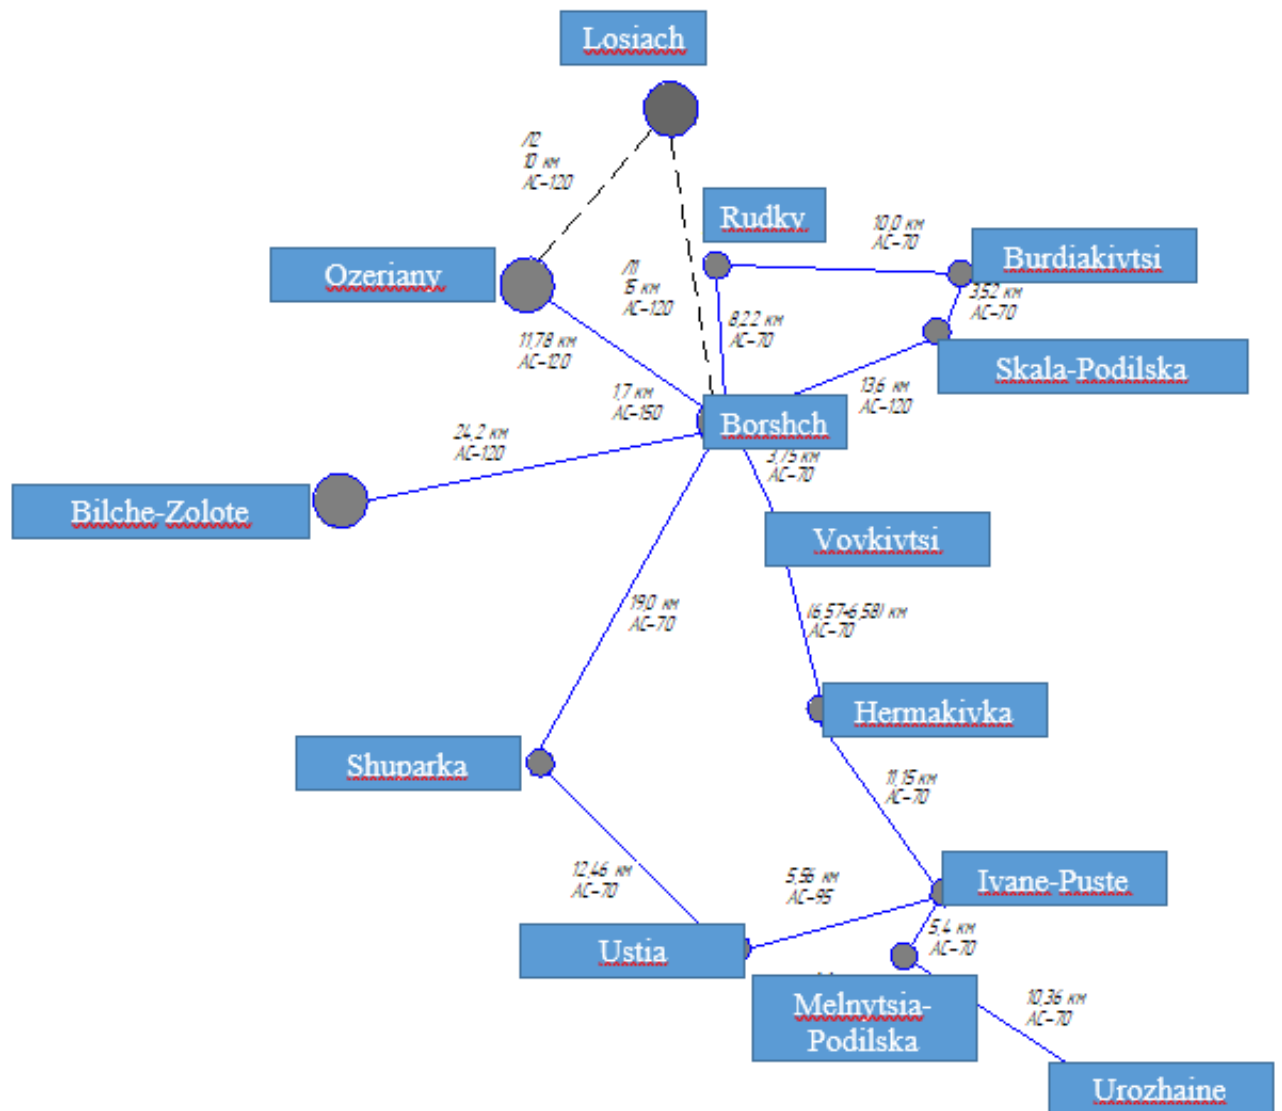 Losiach
Л2
10 км
АС-120
Rudky
10,0 км
АС-70
Burdiakivtsi
Ozeriany
Л1
15 км
АС-120
3,52 км
АС-70
8,22 км
АС-70
11,78 км
АС-120
Skala-Podilska
13,6 км
АС-120
1,7 км
АС-150
Borshch
24,2 км
АС-120
3,75 км
АС-70
Bilche-Zolote
Vovkivtsi
19,0 км
АС-70
(6,57+6,58) км
АС-70
Hermakivka
Shuparka
11,15 км
АС-70
12,46 км
АС-70
5,56 км
АС-95
Ivane-Puste
5,4 км
АС-70
Ustia
Melnytsia-
Podilska
10,36 км
АС-70
Urozhaine